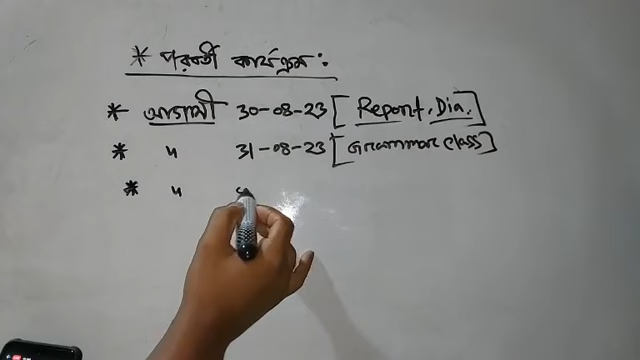 * পরবর্তী কার্যক্রম :
* আগামী 30-08-23 [Report, Dia.]
* " 31-08-23 [Grammar class]
* "